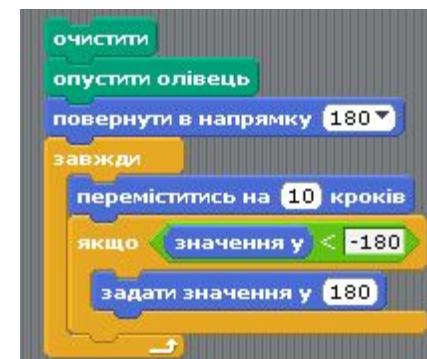 очистити
опустити олівець
повернути в напрямку 180
завжди
переміститись на 10 кроків
якщо значення y < -180
задати значення y 180